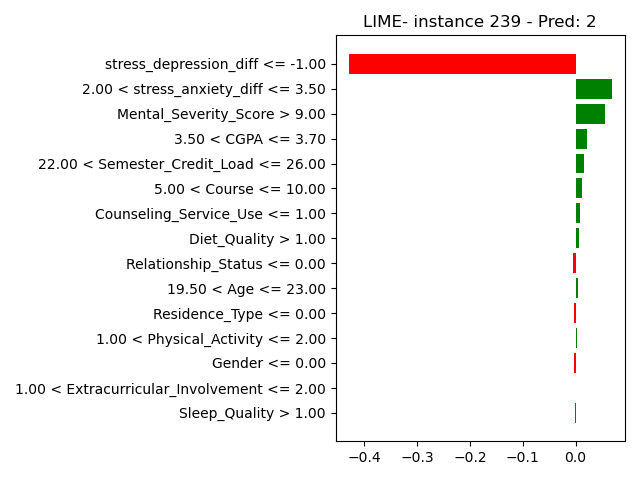 LIME- instance 239 - Pred: 2
stress_depression_diff <= -1.00
2.00 < stress_anxiety_diff <= 3.50
Mental_Severity_Score > 9.00
3.50 < CGPA <= 3.70
22.00 < Semester_Credit_Load <= 26.00
5.00 < Course <= 10.00
Counseling_Service_Use <= 1.00
Diet_Quality > 1.00
Relationship_Status <= 0.00
19.50 < Age <= 23.00
Residence_Type <= 0.00
1.00 < Physical_Activity <= 2.00
Gender <= 0.00
1.00 < Extracurricular_Involvement <= 2.00
Sleep_Quality > 1.00
−0.4 −0.3 −0.2 −0.1 0.0